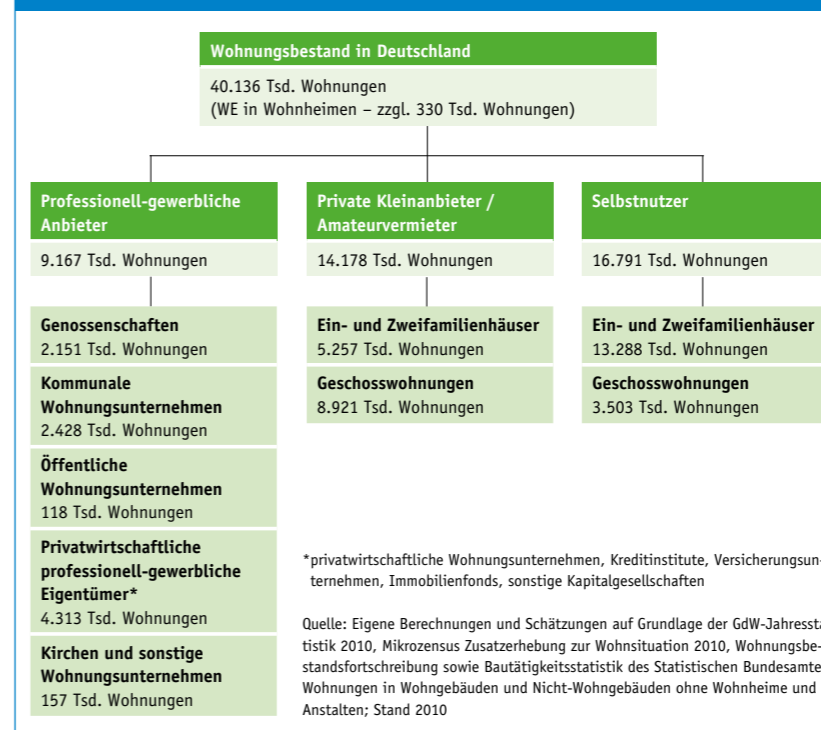 Wohnungsbestand in Deutschland
40.136 Tsd. Wohnungen
(WE in Wohnheimen – zzgl. 330 Tsd. Wohnungen)
Professionell-gewerbliche
Anbieter
9.167 Tsd. Wohnungen
Genossenschaften
2.151 Tsd. Wohnungen
Kommunale
Wohnungsunternehmen
2.428 Tsd. Wohnungen
Öffentliche
Wohnungsunternehmen
118 Tsd. Wohnungen
Privatwirtschaftliche
professionell-gewerbliche
Eigentümer*
4.313 Tsd. Wohnungen
Kirchen und sonstige
Wohnungsunternehmen
157 Tsd. Wohnungen
Private Kleinanbieter /
Amateurvermieter
14.178 Tsd. Wohnungen
Ein- und Zweifamilienhäuser
5.257 Tsd. Wohnungen
Geschosswohnungen
8.921 Tsd. Wohnungen
Selbstnutzer
16.791 Tsd. Wohnungen
Ein- und Zweifamilienhäuser
13.288 Tsd. Wohnungen
Geschosswohnungen
3.503 Tsd. Wohnungen
*privatwirtschaftliche Wohnungsunternehmen, Kreditinstitute, Versicherungsun-
ternehmen, Immobilienfonds, sonstige Kapitalgesellschaften
Quelle: Eigene Berechnungen und Schätzungen auf Grundlage der GdW-Jahressta
tistik 2010, Mikrozensus Zusatzerhebung zur Wohnsituation 2010, Wohnungsbe-
standsfortschreibung sowie Bautätigkeitsstatistik des Statistischen Bundesamte
Wohnungen in Wohngebäuden und Nicht-Wohngebäuden ohne Wohnheime und
Anstalten; Stand 2010